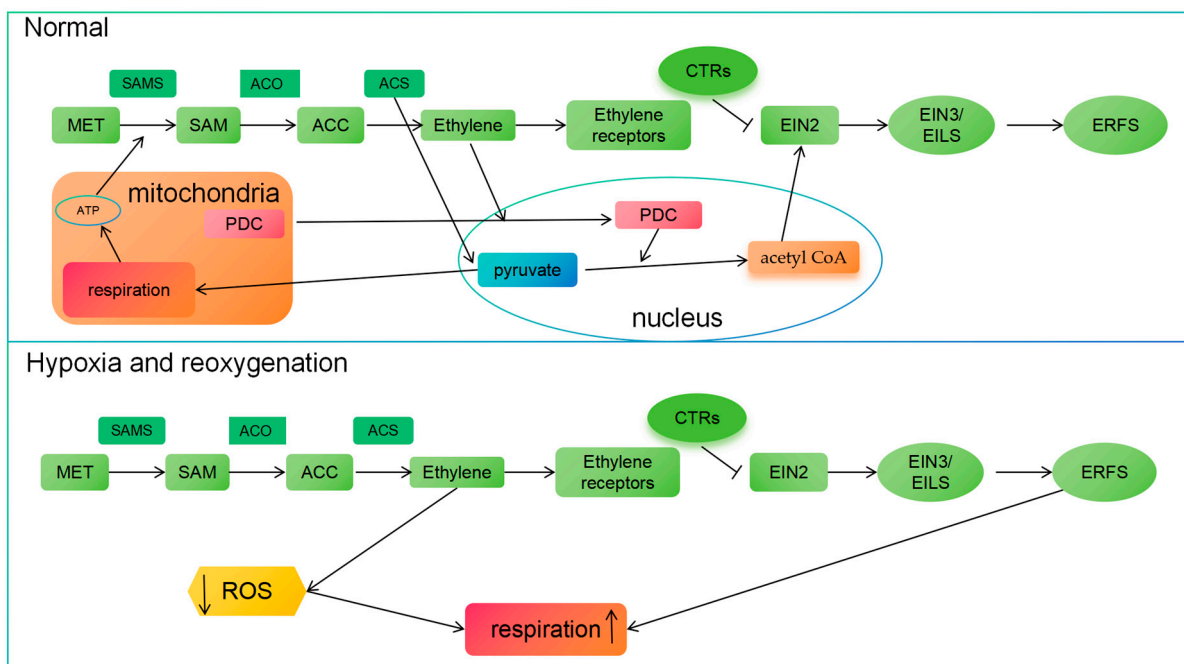 Normal
SAMS
ACO
ACS
CTRs
MET
SAM
ACC
Ethylene
Ethylene
receptors
EIN2
EIN3/
EILS
ERFS
mitochondria
ATP
PDC
PDC
respiration
pyruvate
acetyl CoA
nucleus
Hypoxia and reoxygenation
SAMS
ACO
ACS
CTRs
MET
SAM
ACC
Ethylene
Ethylene
receptors
EIN2
EIN3/
EILS
ERFS
ROS
respiration